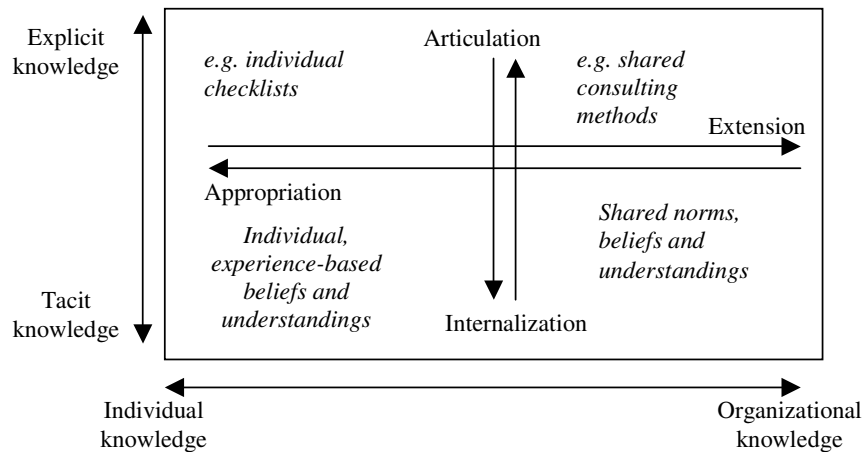 Explicit
knowledge
e.g. individual
checklists
Articulation
e.g. shared
consulting
methods
Extension
Appropriation
Individual,
experience-based
beliefs and
understandings
Shared norms,
beliefs and
understandings
Tacit
knowledge
Internalization
Individual
knowledge
Organizational
knowledge